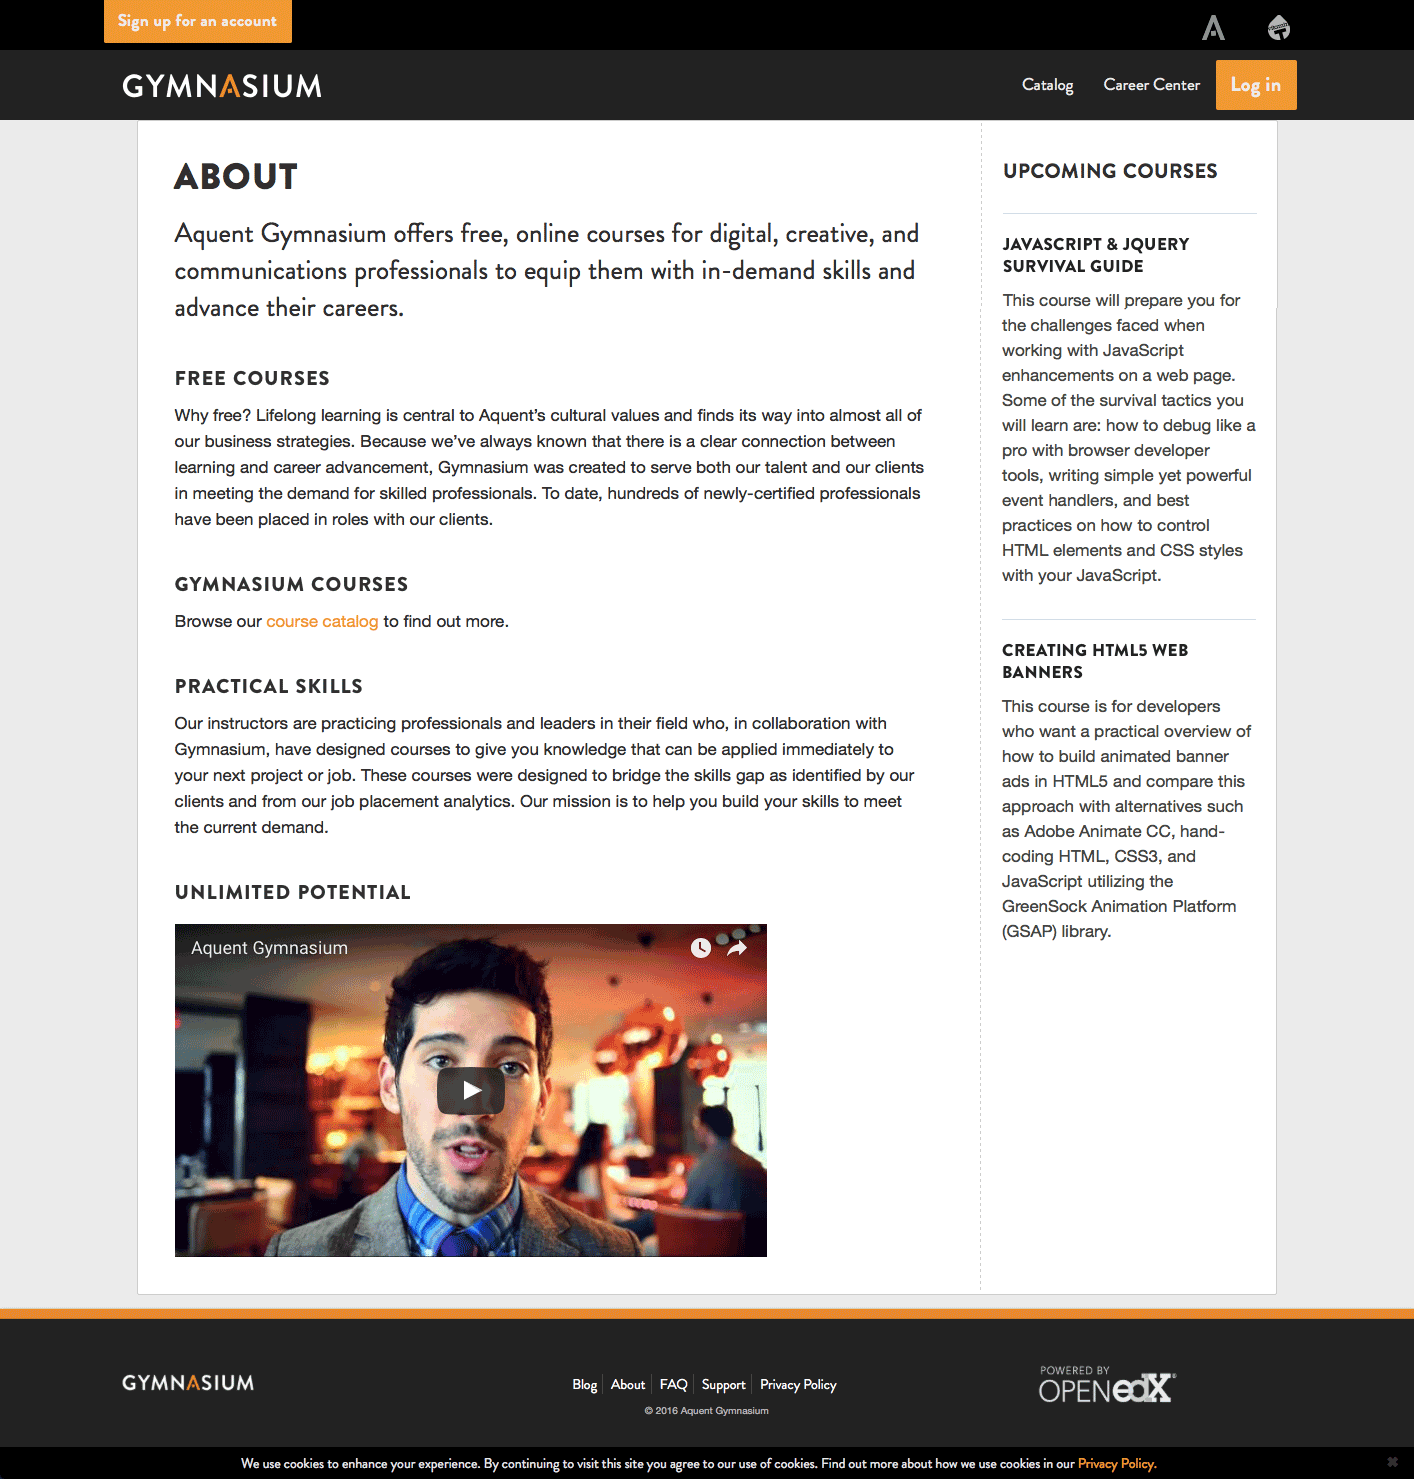 Sign up for an account
GYMNASIUM
Catalog
Career Center
Log in
ABOUT
Aquent Gymnasium offers free, online courses for digital, creative, and
communications professionals to equip them with in-demand skills and
advance their careers.
FREE COURSES
Why free? Lifelong learning is central to Aquent’s cultural values and finds its way into almost all of
our business strategies. Because we’ve always known that there is a clear connection between
learning and career advancement, Gymnasium was created to serve both our talent and our clients
in meeting the demand for skilled professionals. To date, hundreds of newly-certified professionals
have been placed in roles with our clients.
GYMNASIUM COURSES
Browse our course catalog to find out more.
PRACTICAL SKILLS
Our instructors are practicing professionals and leaders in their field who, in collaboration with
Gymnasium, have designed courses to give you knowledge that can be applied immediately to
your next project or job. These courses were designed to bridge the skills gap as identified by our
clients and from our job placement analytics. Our mission is to help you build your skills to meet
the current demand.
UNLIMITED POTENTIAL
Aquent Gymnasium
UPCOMING COURSES
JAVASCRIPT & JQUERY
SURVIVAL GUIDE
This course will prepare you for
the challenges faced when
working with JavaScript
enhancements on a web page.
Some of the survival tactics you
will learn are: how to debug like a
pro with browser developer
tools, writing simple yet powerful
event handlers, and best
practices on how to control
HTML elements and CSS styles
with your JavaScript.
CREATING HTML5 WEB
BANNERS
This course is for developers
who want a practical overview of
how to build animated banner
ads in HTML5 and compare this
approach with alternatives such
as Adobe Animate CC, hand-
coding HTML, CSS3, and
JavaScript utilizing the
GreenSock Animation Platform
(GSAP) library.
GYMNASIUM
Blog
About
FAQ
Support
Privacy Policy
© 2016 Aquent Gymnasium
POWERED BY
OPEN edX®
We use cookies to enhance your experience. By continuing to visit this site you agree to our use of cookies. Find out more about how we use cookies in our Privacy Policy.